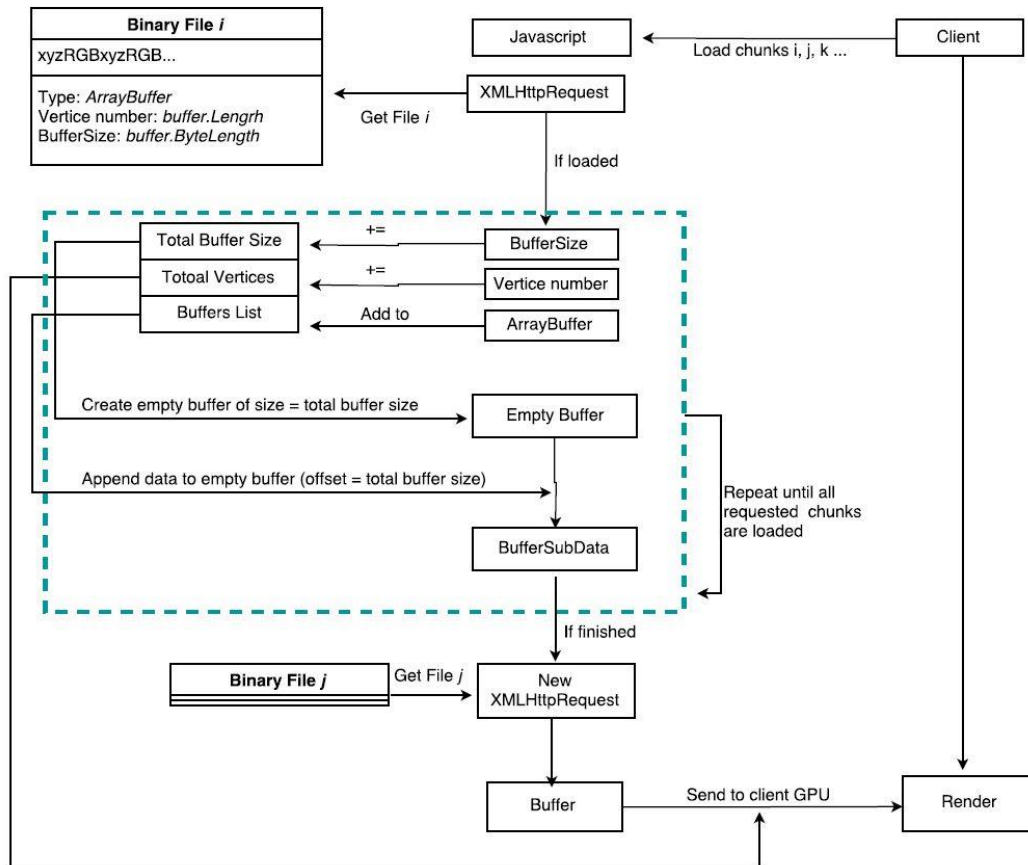 Binary File i
xyzRGBxyzRGB...
Type: ArrayBuffer
Vertice number: buffer.Lengrh
BufferSize: buffer.ByteLength
Javascript
Load chunks i, j, k ...
Client
XMLHttpRequest
Get File i
If loaded
Total Buffer Size
+=
BufferSize
Totoal Vertices
+=
Vertice number
Buffers List
Add to
ArrayBuffer
Create empty buffer of size = total buffer size
Empty Buffer
Append data to empty buffer (offset = total buffer size)
Repeat until all
requested chunks
are loaded
BufferSubData
If finished
Binary File j
Get File j
New
XMLHttpRequest
Buffer
Send to client GPU
Render